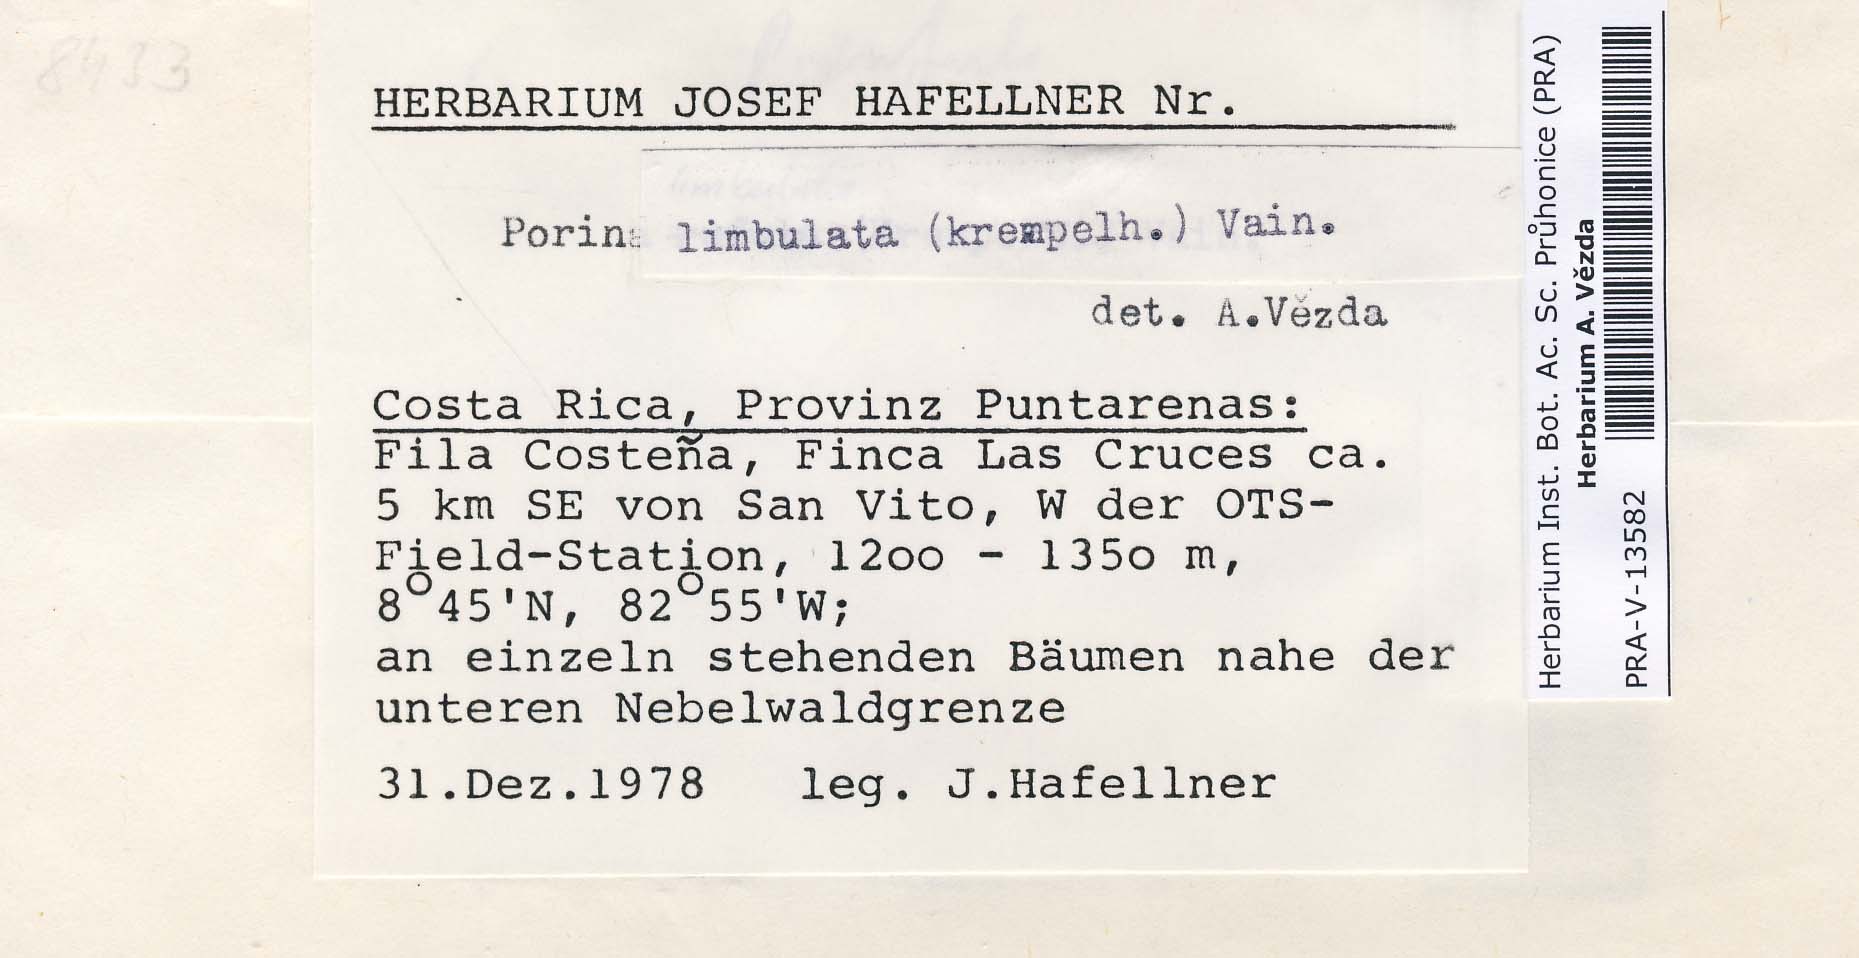 8433
HERBARIUM JOSEF HAFELLNER Nr.
Porina limbulata (krempelh.) Vain.
det. A.Vězda
Costa Rica, Provinz Puntarenas:
Fila Costeña, Finca Las Cruces ca.
5 km SE von San Vito, W der OTS-
Field-Station, 12oo - 135o m,
8°45'N, 82°55'W;
an einzeln stehenden Bäumen nahe der
unteren Nebelwaldgrenze
31.Dez.1978 leg. J.Hafellner
Herbarium Inst. Bot. Ac. Sc. Průhonice (PRA)
Herbarium A. Vězda
PRA-V-13582